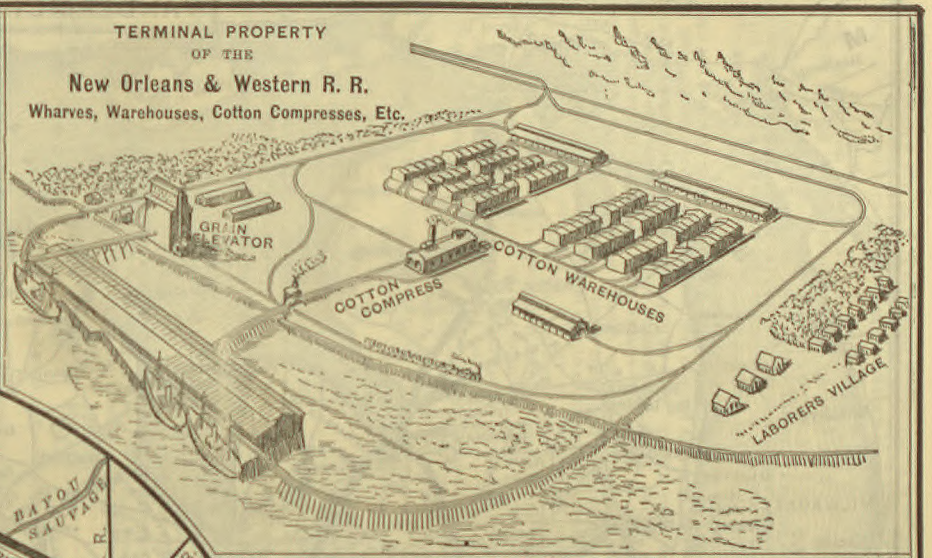 TERMINAL PROPERTY
OF THE
New Orleans & Western R. R.
Wharves, Warehouses, Cotton Compresses, Etc.
GRAIN
ELEVATOR
COTTON
COMPRESS
COTTON WAREHOUSES
LABORERS VILLAGE
BAYOU
SAUVAGE
R.